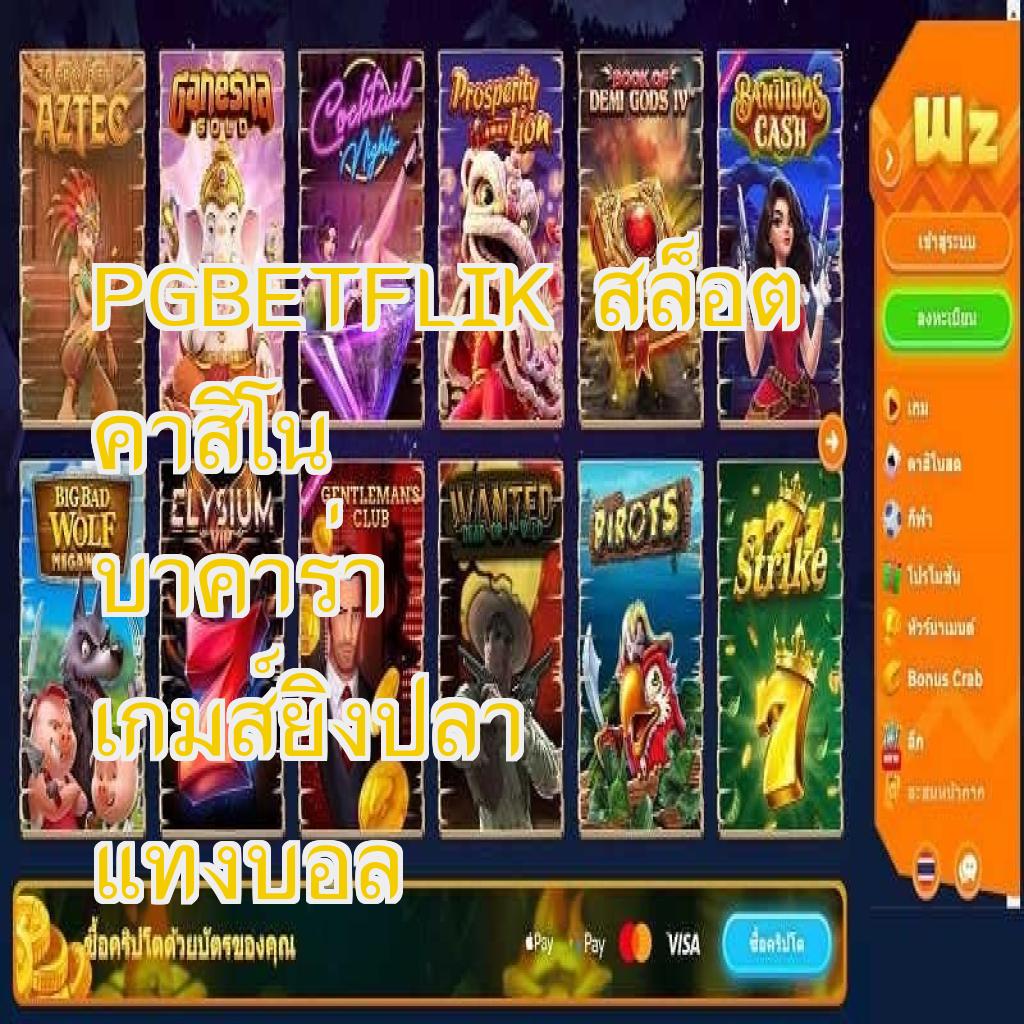 AZTEC
Ganesha
GOLD
Cocktail
Nights
Prosperity
Lion
BOOK OF
DEMI GODS IV
BANDIDOS
CASH
Wz
เข้าสู่ระบบ
ลงทะเบียน
PGBETFLIK สล็อต
คาสิโน
บาคาร่า
เกมส์ยิงปลา
แทงบอล
BIG BAD
WOLF
ELYSIUM
VIP
GENTLEMAN'S
CLUB
WANTED
DEAD OR A WILD
PIROTS
777
Strike
7
เกม
คาสิโนสด
กีฬา
โปรโมชัน
ทัวร์นาเมนต์
Bonus Crab
ซื้อคริปโตด้วยบัตรของคุณ
Pay
Pay
VISA
ซื้อคริปโต